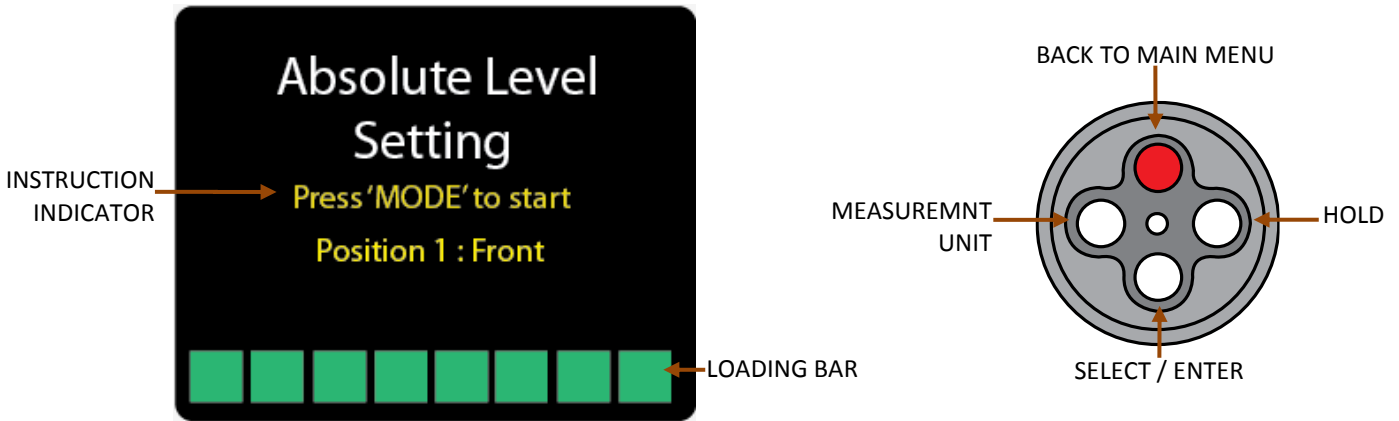 Absolute Level
Setting
Press 'MODE' to start
Position 1 : Front
INSTRUCTION
INDICATOR
LOADING BAR
BACK TO MAIN MENU
MEASUREMNT
UNIT
HOLD
SELECT / ENTER